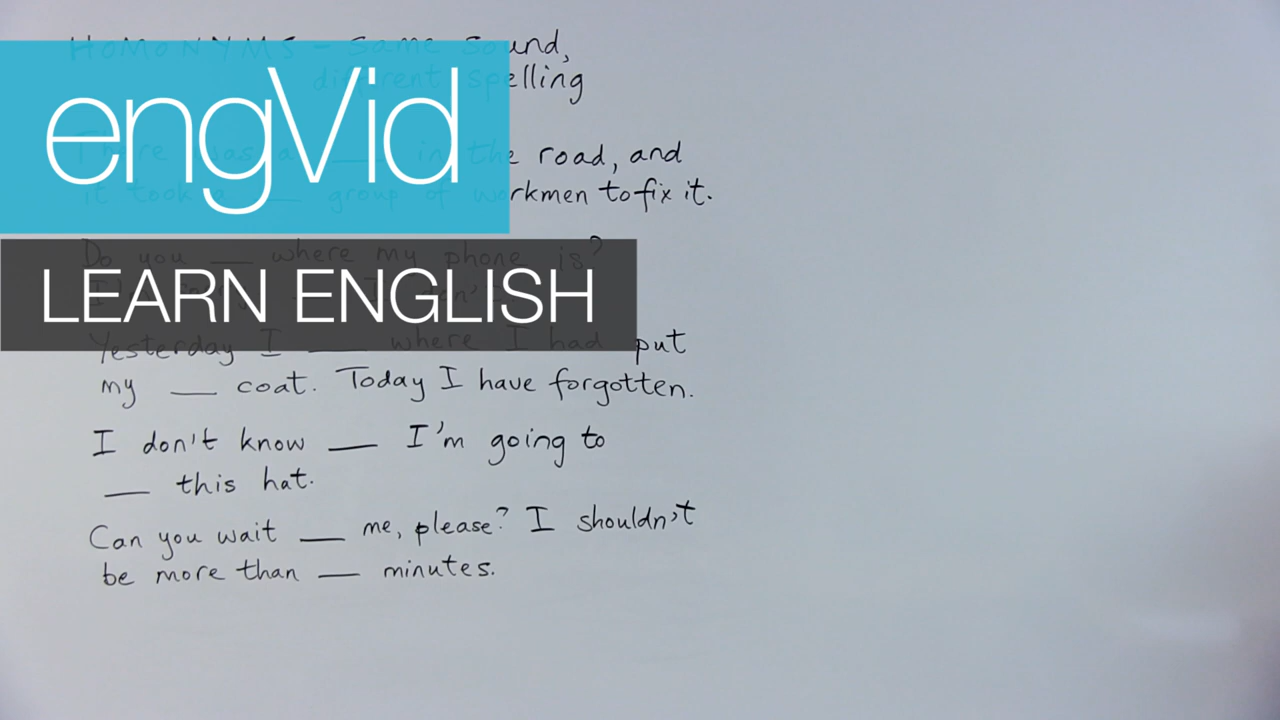 HOMONYMS - same sound,
different spelling
engVid
There was a ___ in the road, and
it took a ___ group of workmen to fix it.
Do you ___ where my phone is?
LEARN ENGLISH
Yesterday I ___ where I had put
my ___ coat. Today I have forgotten.
I don't know ___ I'm going to
___ this hat.
Can you wait ___ me, please? I shouldn't
be more than ___ minutes.